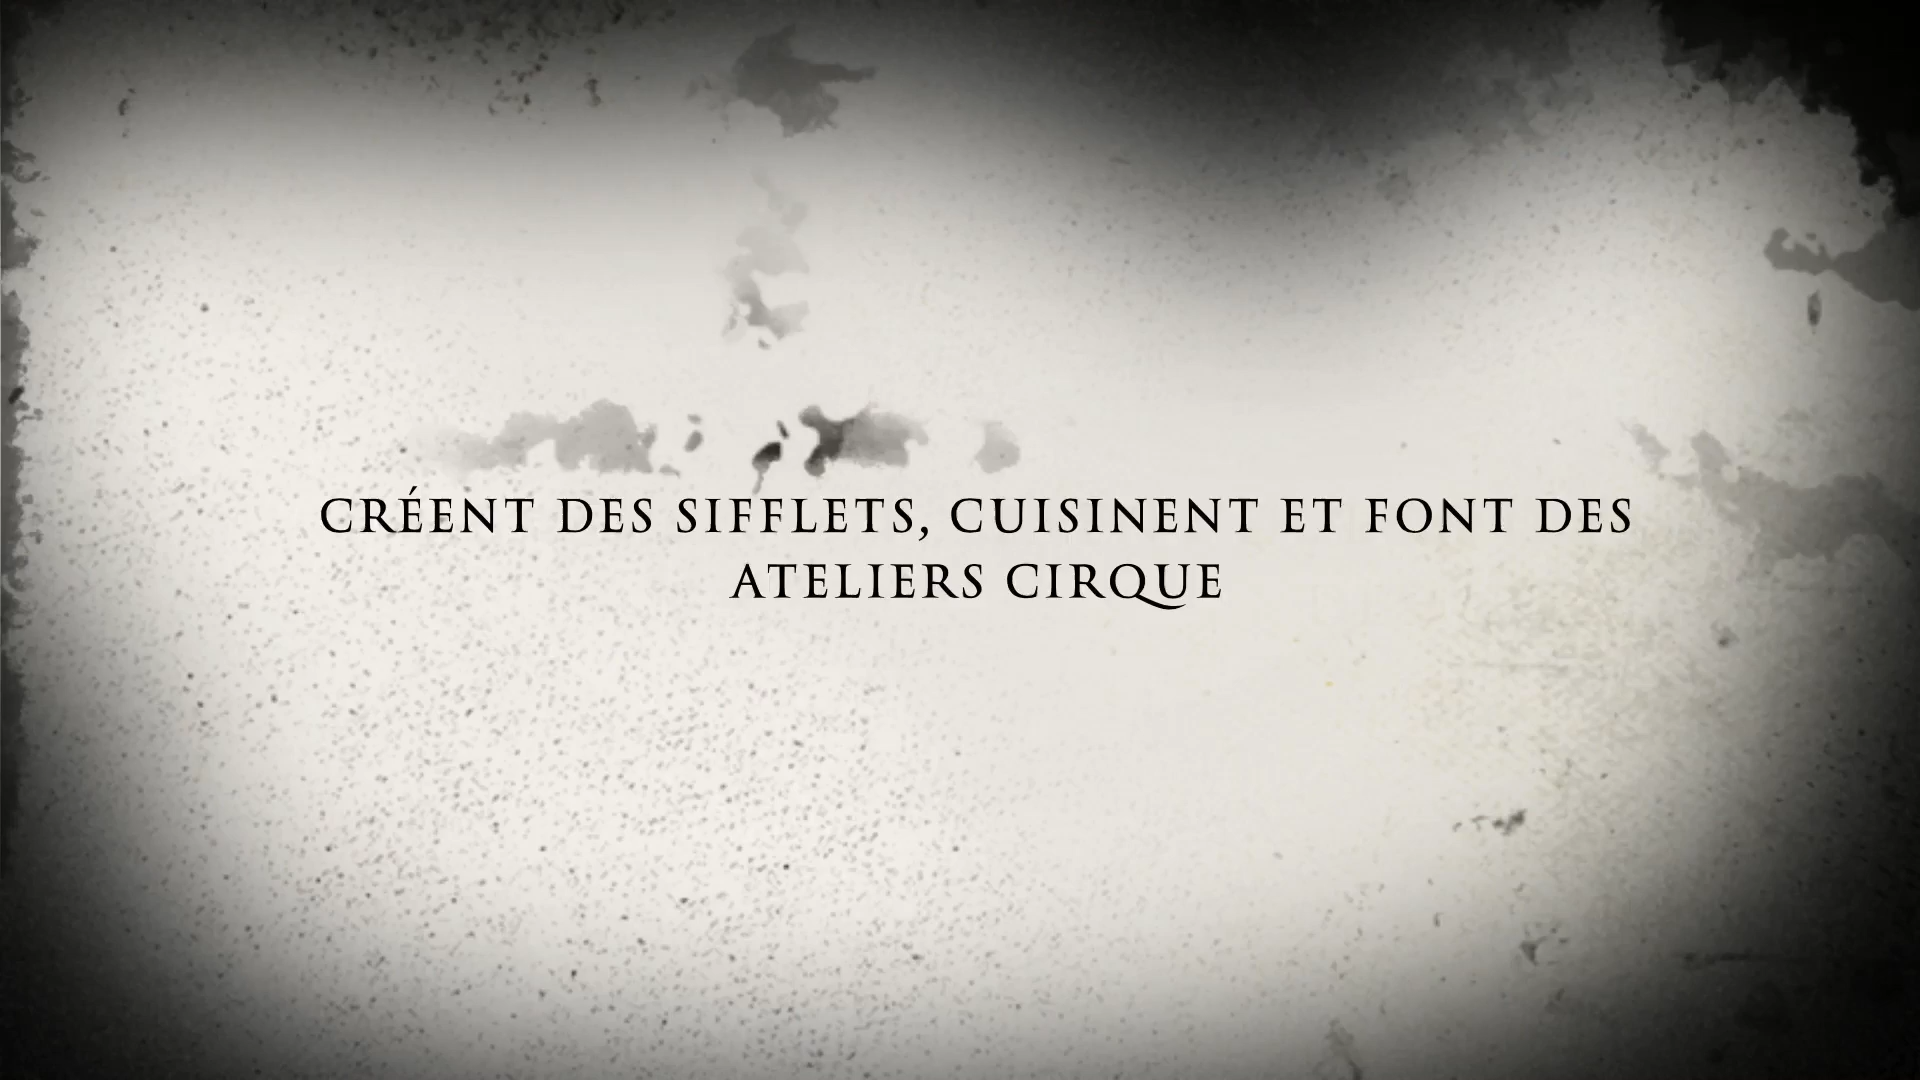 CRÉENT DES SIFFLETS, CUISINENT ET FONT DES
ATELIERS CIRQUE